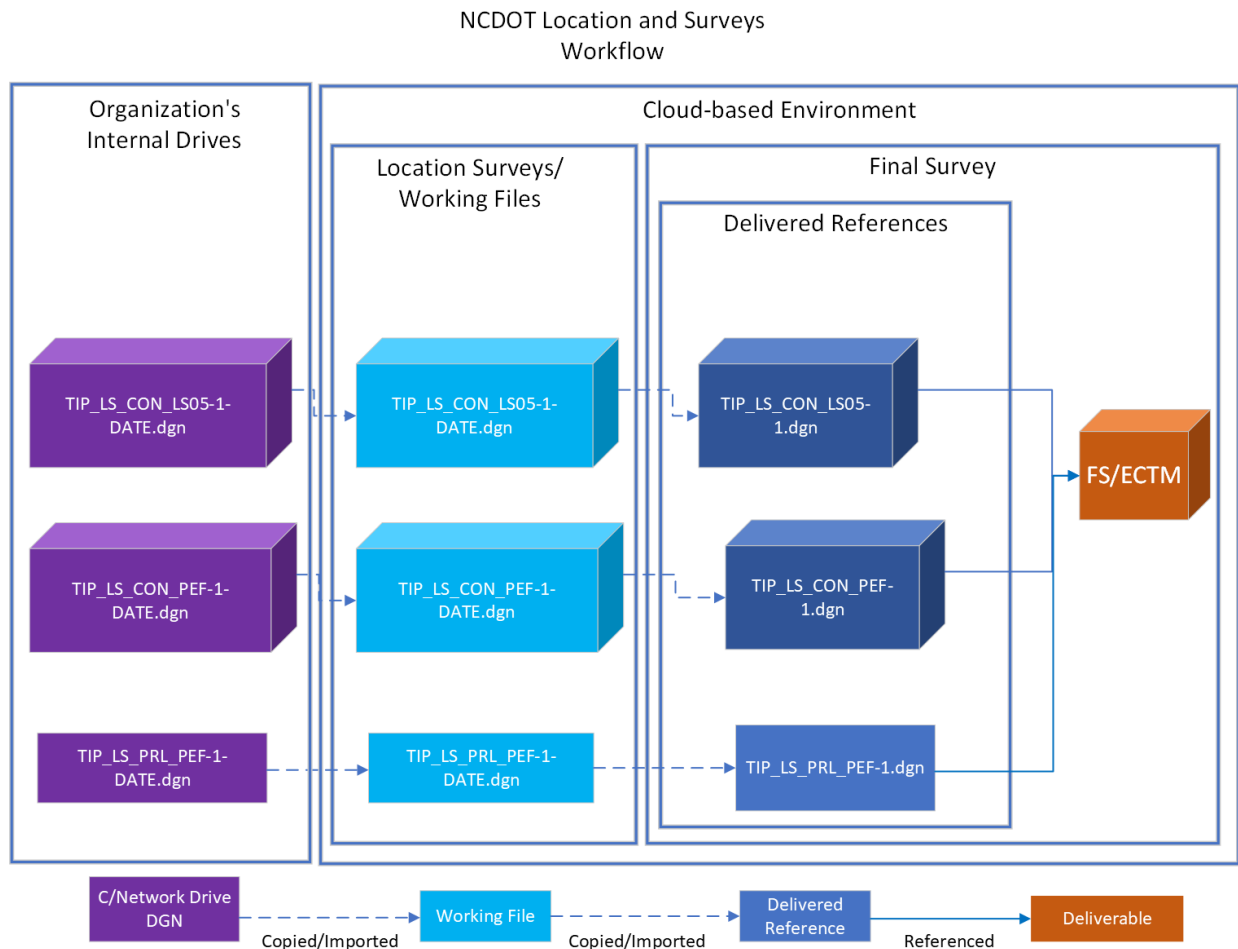 NCDOT Location and Surveys
Workflow
Organization's
Internal Drives
Cloud-based Environment
Location Surveys/
Working Files
Final Survey
Delivered References
TIP_LS_CON_LS05-1-
DATE.dgn
TIP_LS_CON_LS05-1-
DATE.dgn
TIP_LS_CON_LS05-
1.dgn
FS/ECTM
TIP_LS_CON_PEF-1-
DATE.dgn
TIP_LS_CON_PEF-1-
DATE.dgn
TIP_LS_CON_PEF-
1.dgn
TIP_LS_PRL_PEF-1-
DATE.dgn
TIP_LS_PRL_PEF-1-
DATE.dgn
TIP_LS_PRL_PEF-1.dgn
C/Network Drive
DGN
Copied/Imported
Working File
Copied/Imported
Delivered
Reference
Referenced
Deliverable